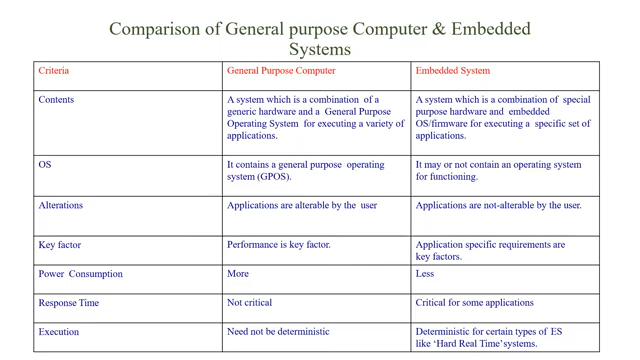 Comparison of General purpose Computer & Embedded
Systems
Criteria
General Purpose Computer
Embedded System
Contents
A system which is a combination of a
generic hardware and a General Purpose
Operating System for executing a variety of
applications.
A system which is a combination of special
purpose hardware and embedded
OS/firmware for executing a specific set of
applications.
OS
It contains a general purpose operating
system (GPOS).
It may or not contain an operating system
for functioning.
Alterations
Applications are alterable by the user
Applications are not-alterable by the user.
Key factor
Performance is key factor.
Application specific requirements are
key factors.
Power Consumption
More
Less
Response Time
Not critical
Critical for some applications
Execution
Need not be deterministic
Deterministic for certain types of ES
like ‘Hard Real Time’systems.